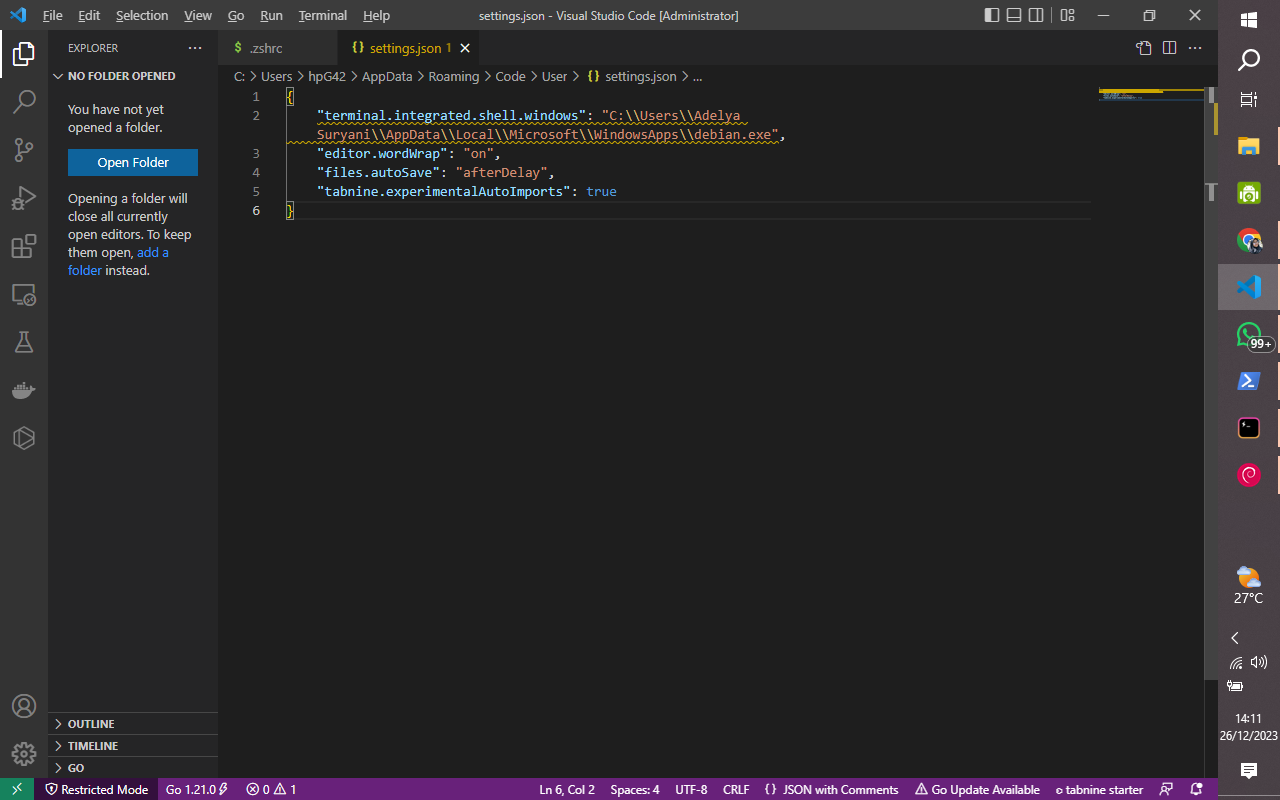 File Edit Selection View Go Run Terminal Help
settings.json - Visual Studio Code [Administrator]
EXPLORER
NO FOLDER OPENED
You have not yet
opened a folder.
Open Folder
Opening a folder will
close all currently
open editors. To keep
them open, add a
folder instead.
OUTLINE
TIMELINE
GO
$ .zshrc
{} settings.json 1
C: > Users > hpG42 > AppData > Roaming > Code > User > {} settings.json > ...
1 {
2 "terminal.integrated.shell.windows": "C:\\Users\\Adelya
Suryani\\AppData\\Local\\Microsoft\\WindowsApps\\debian.exe",
3 "editor.wordWrap": "on",
4 "files.autoSave": "afterDelay",
5 "tabnine.experimentalAutoImports": true
6 }
Restricted Mode Go 1.21.0 0 1 Ln 6, Col 2 Spaces: 4 UTF-8 CRLF {} JSON with Comments Go Update Available tabnine starter
99+
27°C
14:11
26/12/2023